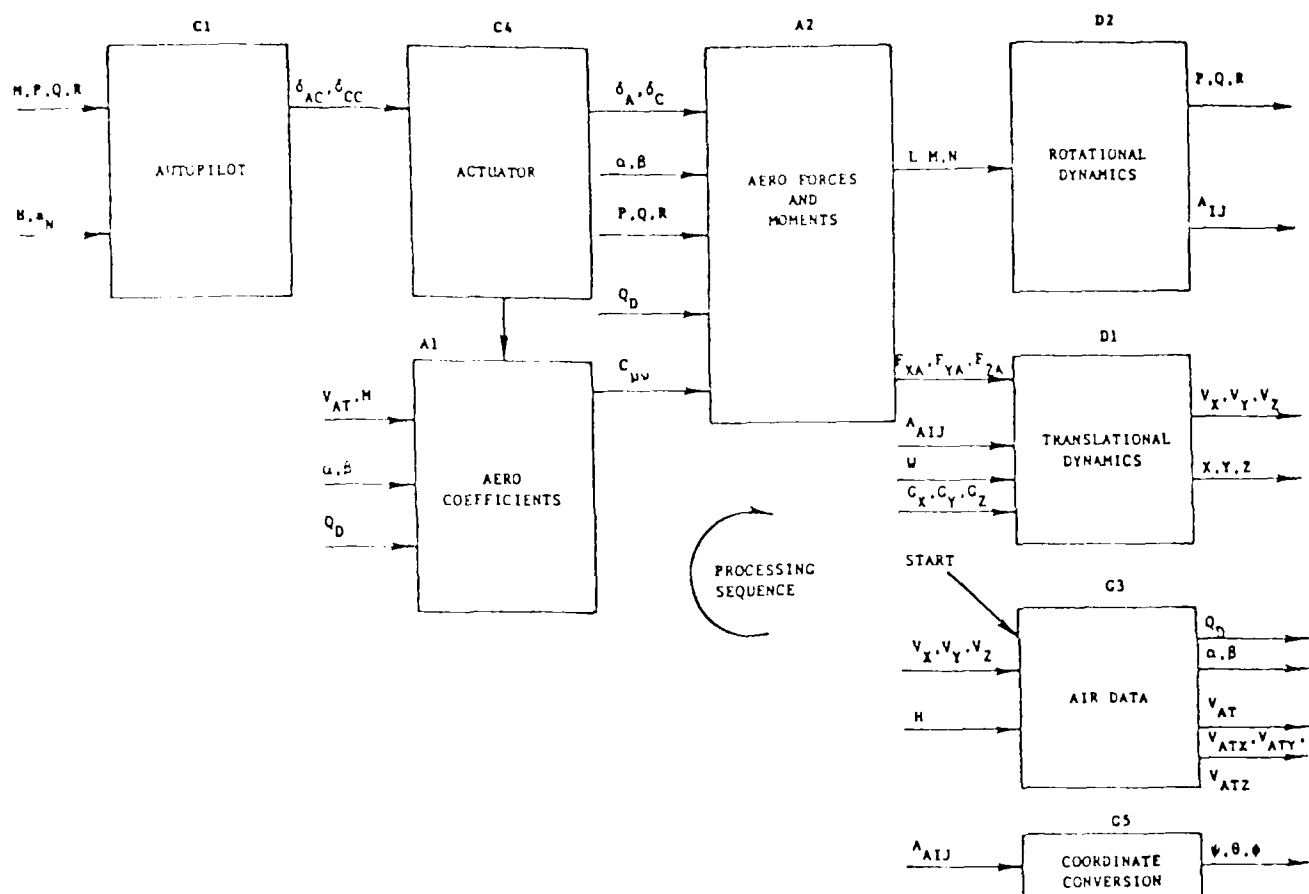 C1
C4
A2
D2
M,P,Q,R
δAC,δCC
δA,δC
P,Q,R
AUTOPILOT
ACTUATOR
α,β
AERO FORCES
AND
MOMENTS
L M,N
ROTATIONAL
DYNAMICS
P,Q,R
AIJ
H,aN
QD
A1
Cμν
FXA,FYA,FZA
D1
VAT,M
AAIJ
VX,VY,VZ
TRANSLATIONAL
DYNAMICS
W
X,Y,Z
α,β
AERO
COEFFICIENTS
GX,GY,GZ
QD
PROCESSING
SEQUENCE
START
G3
QD
VX,VY,VZ
α,β
AIR DATA
H
VAT
VATX,VATY,
VATZ
G5
AAIJ
COORDINATE
CONVERSION
ψ,θ,φ